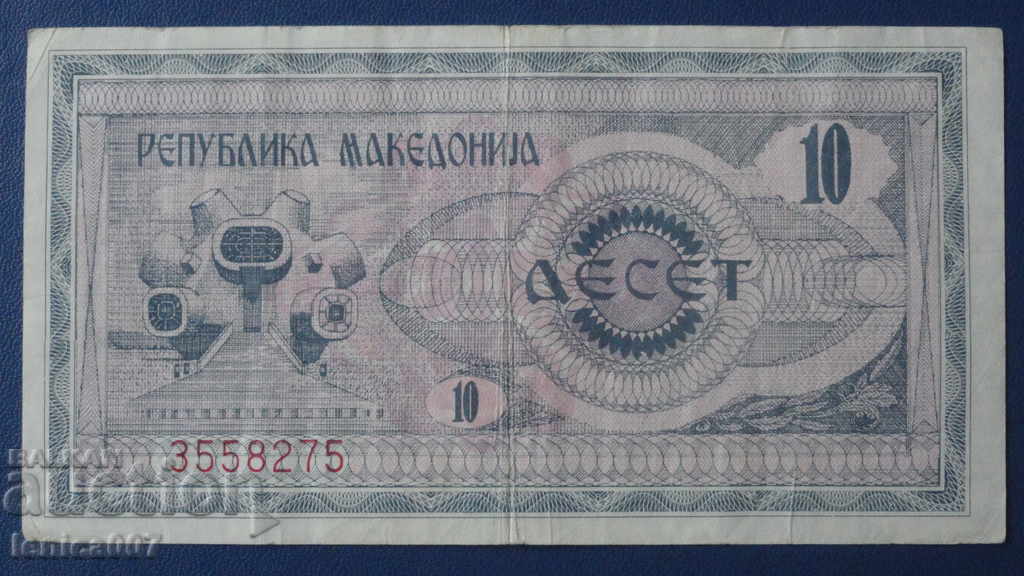 РЕПУБЛИКА МАКЕДОНИЈА
10
ДЕСЕТ
10
3558275
BALKAN
auction
lenica007